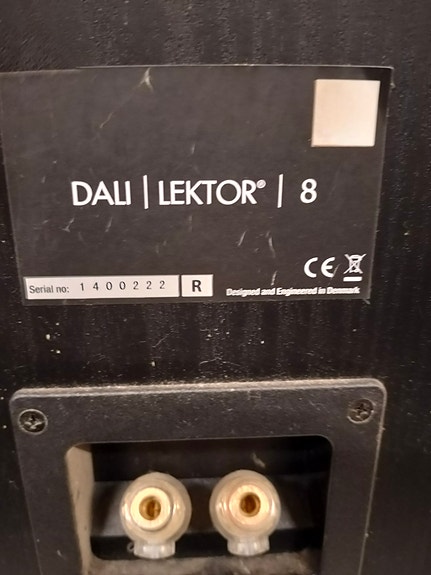 DALI | LEKTOR® | 8
CE
Serial no: 1400222 R
Designed and Engineered in Denmark